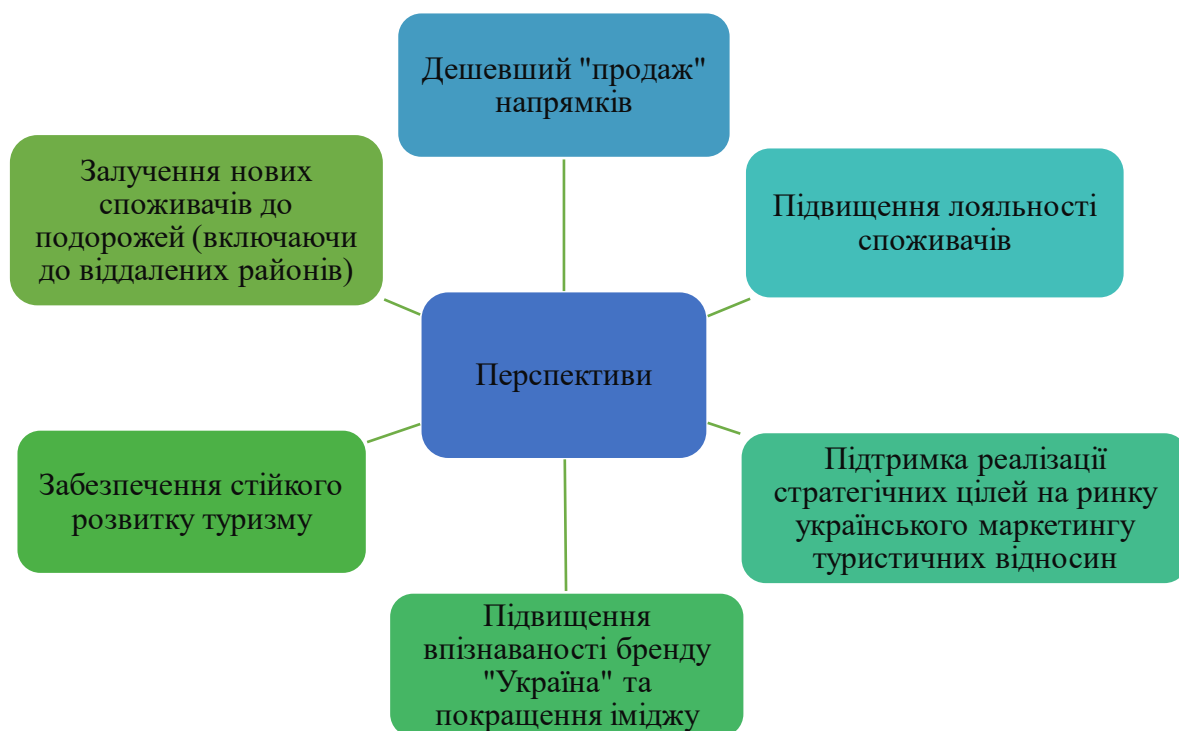 Дешевший "продаж"
напрямків
Залучення нових
споживачів до
подорожей (включаючи
до віддалених районів)
Підвищення лояльності
споживачів
Перспективи
Забезпечення стійкого
розвитку туризму
Підтримка реалізації
стратегічних цілей на ринку
українського маркетингу
туристичних відносин
Підвищення
впізнаваності бренду
"Україна" та
покращення іміджу